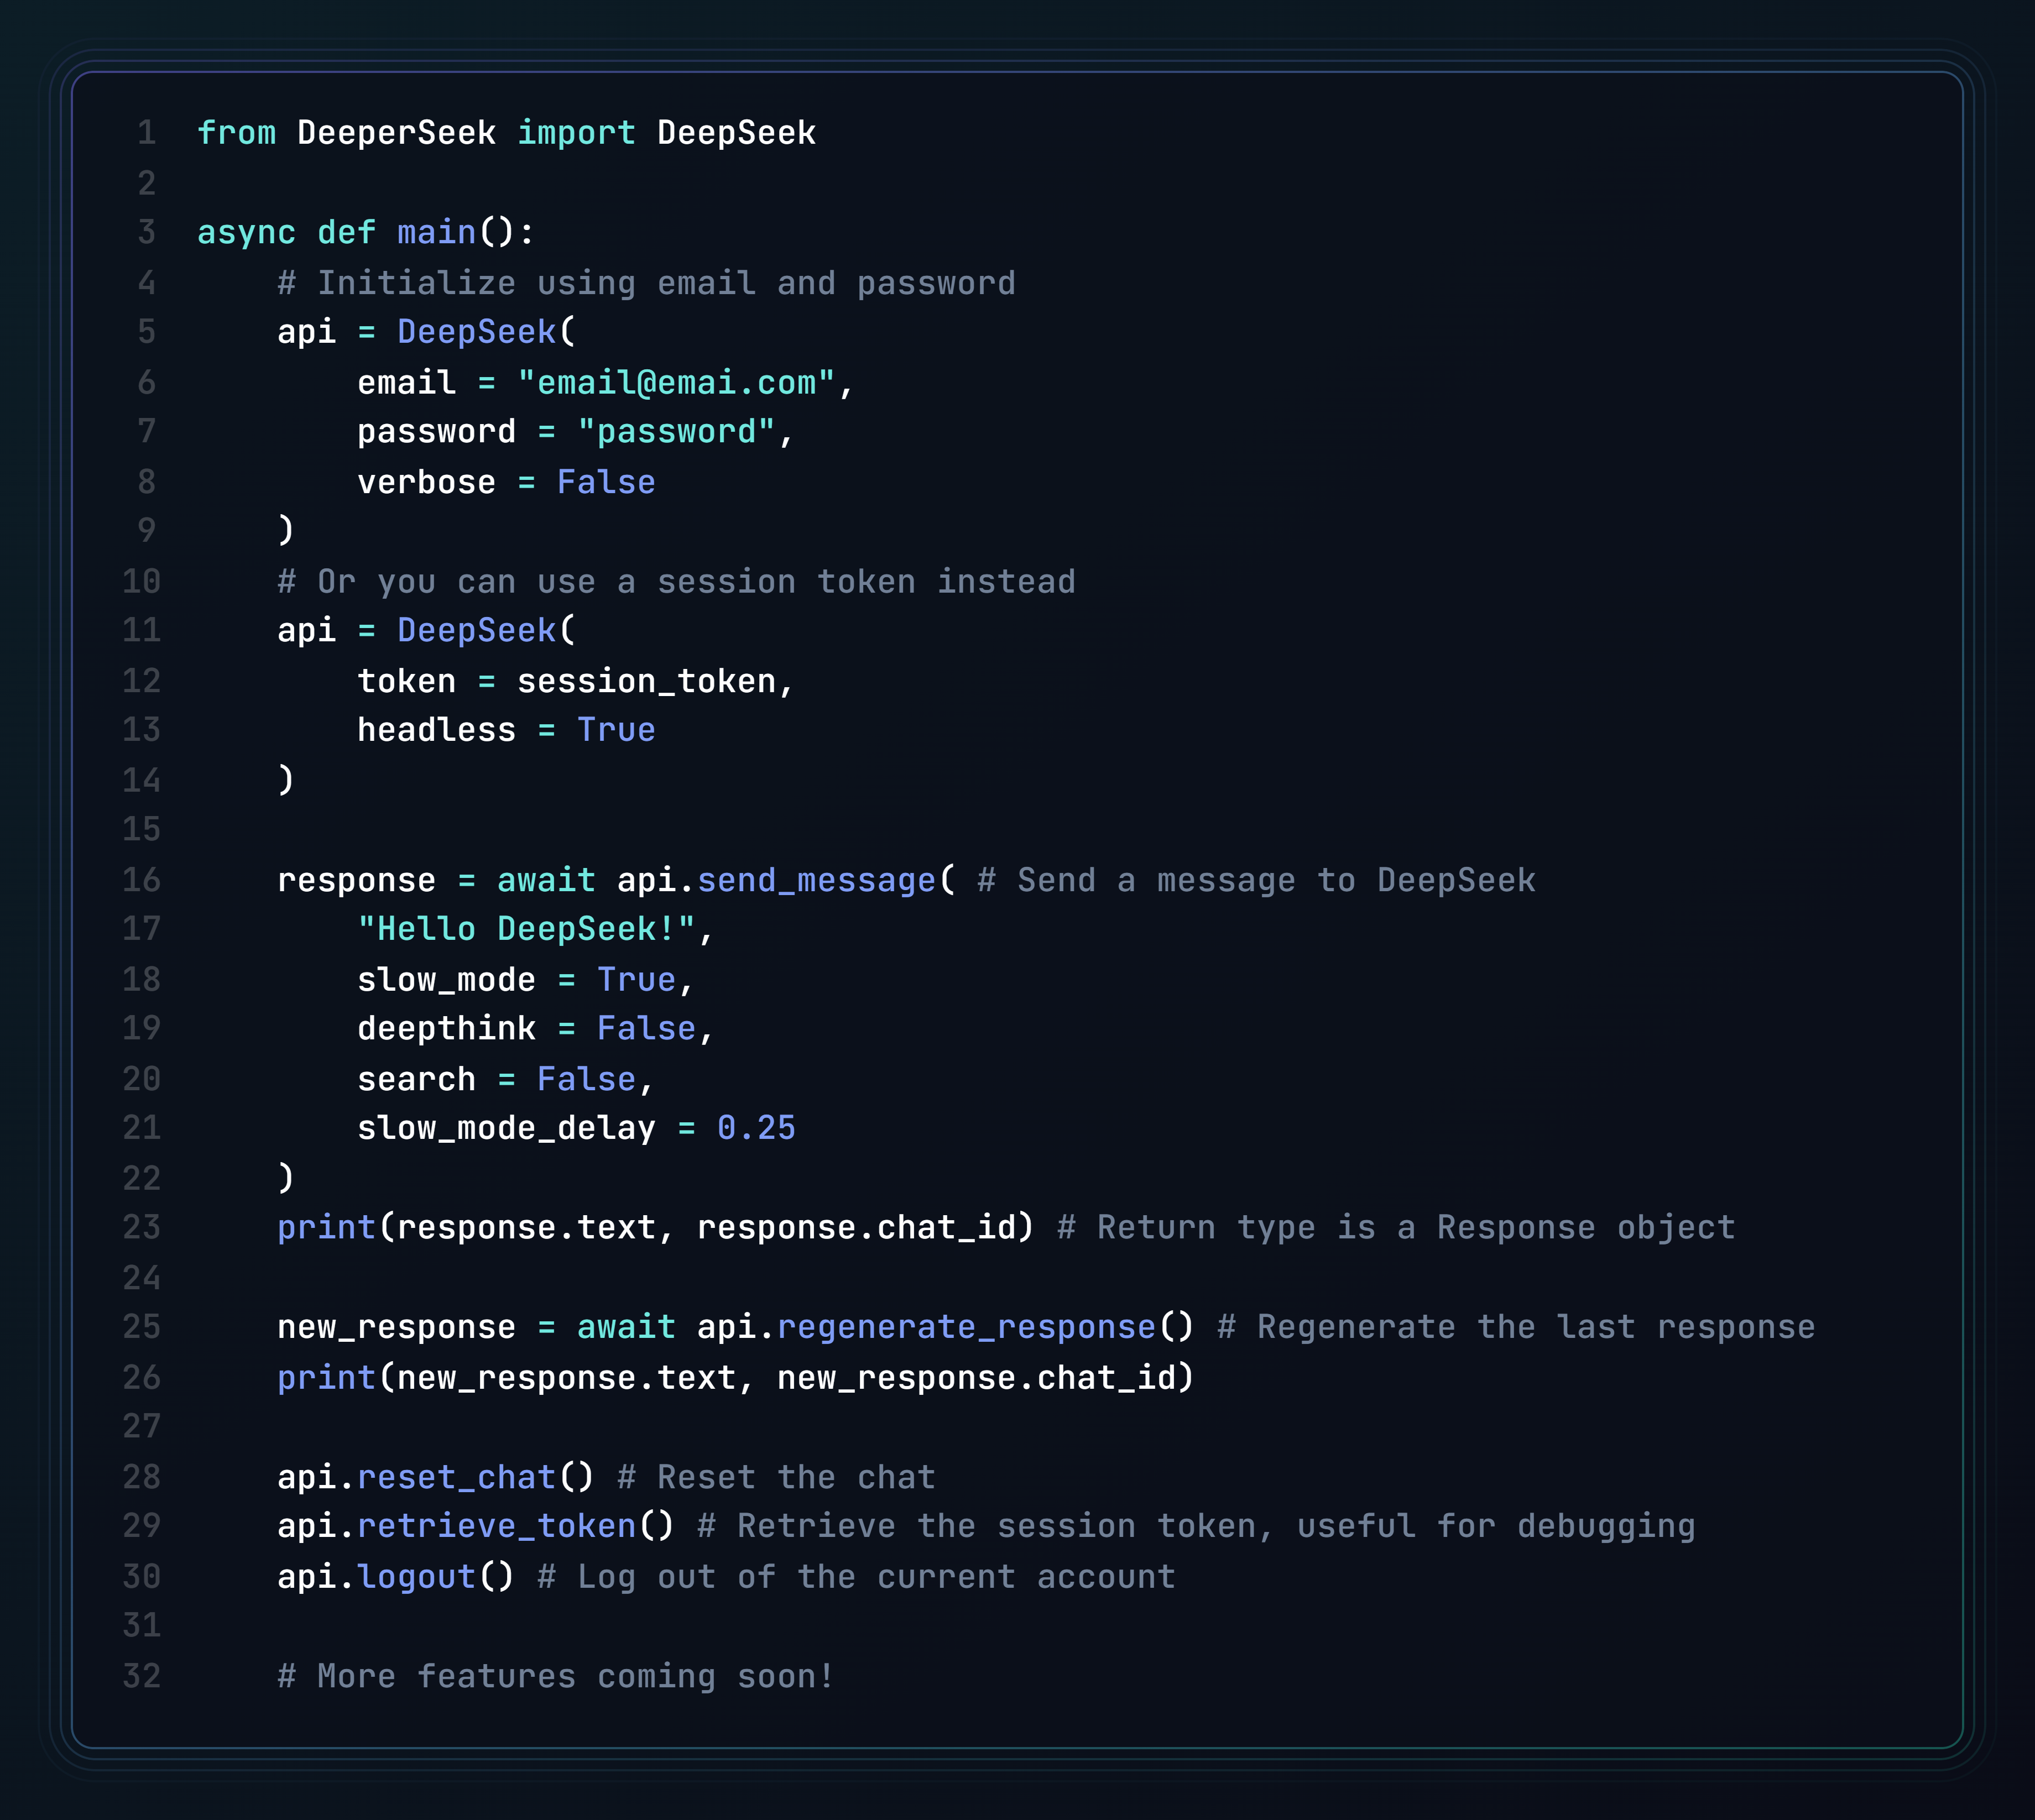 1 from DeeperSeek import DeepSeek
2
3 async def main():
4     # Initialize using email and password
5     api = DeepSeek(
6         email = "email@emai.com",
7         password = "password",
8         verbose = False
9     )
10     # Or you can use a session token instead
11     api = DeepSeek(
12         token = session_token,
13         headless = True
14     )
15
16     response = await api.send_message( # Send a message to DeepSeek
17         "Hello DeepSeek!",
18         slow_mode = True,
19         deepthink = False,
20         search = False,
21         slow_mode_delay = 0.25
22     )
23     print(response.text, response.chat_id) # Return type is a Response object
24
25     new_response = await api.regenerate_response() # Regenerate the last response
26     print(new_response.text, new_response.chat_id)
27
28     api.reset_chat() # Reset the chat
29     api.retrieve_token() # Retrieve the session token, useful for debugging
30     api.logout() # Log out of the current account
31
32     # More features coming soon!